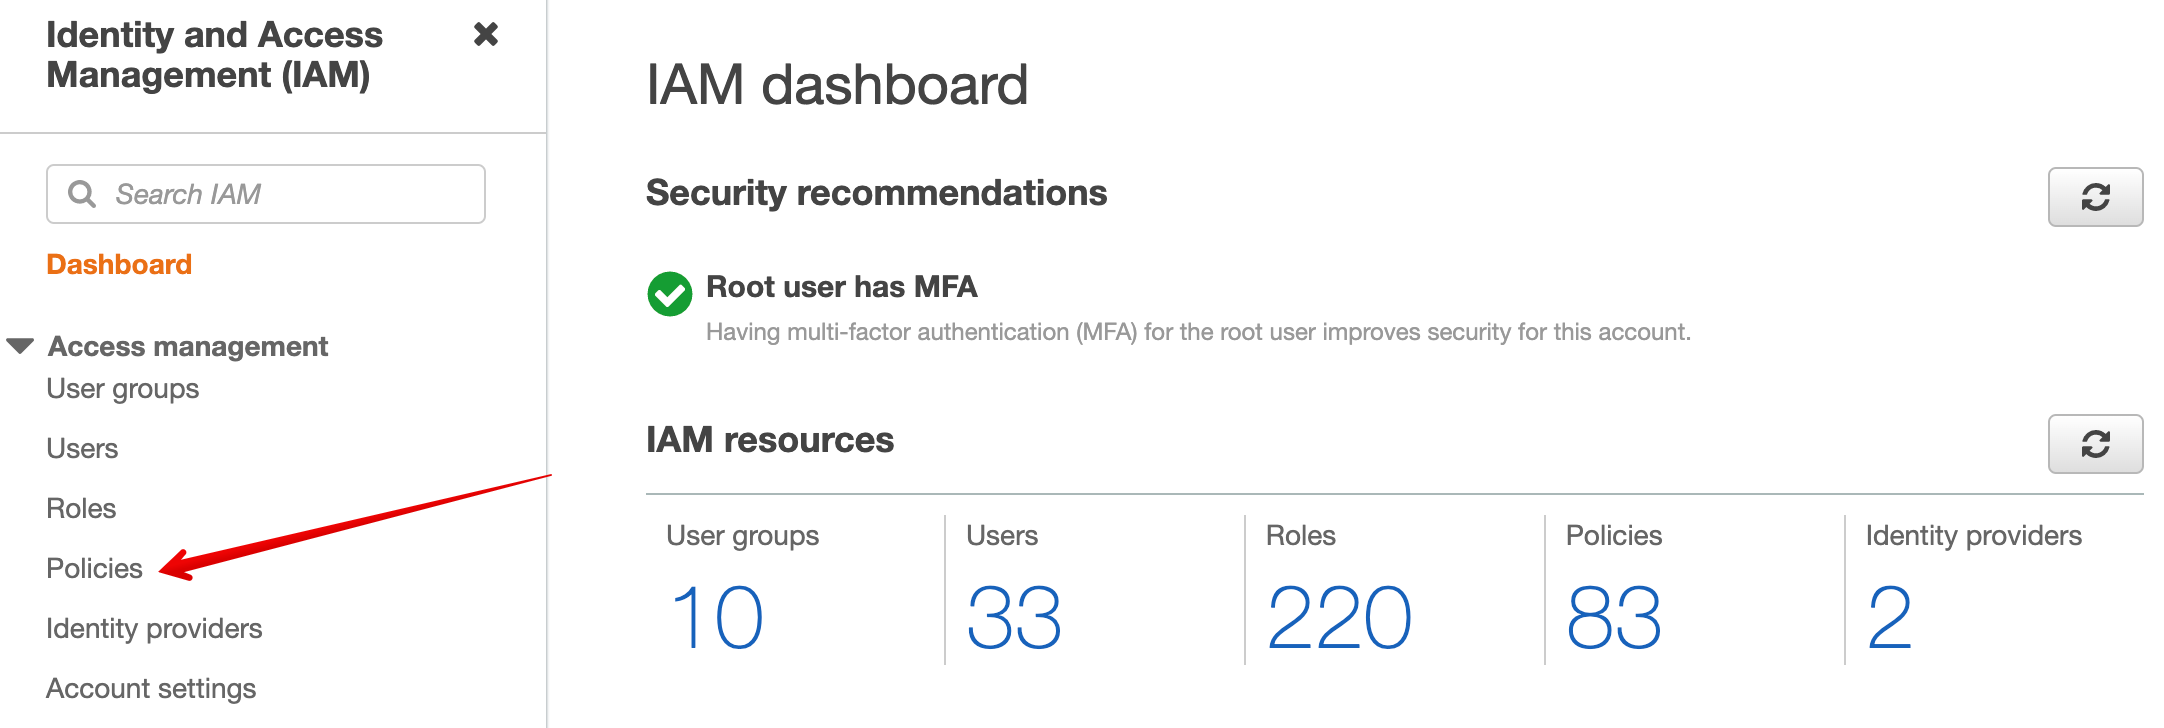 Identity and Access
Management (IAM)
Search IAM
Dashboard
Access management
User groups
Users
Roles
Policies
Identity providers
Account settings
IAM dashboard
Security recommendations
Root user has MFA
Having multi-factor authentication (MFA) for the root user improves security for this account.
IAM resources
User groups
10
Users
33
Roles
220
Policies
83
Identity providers
2